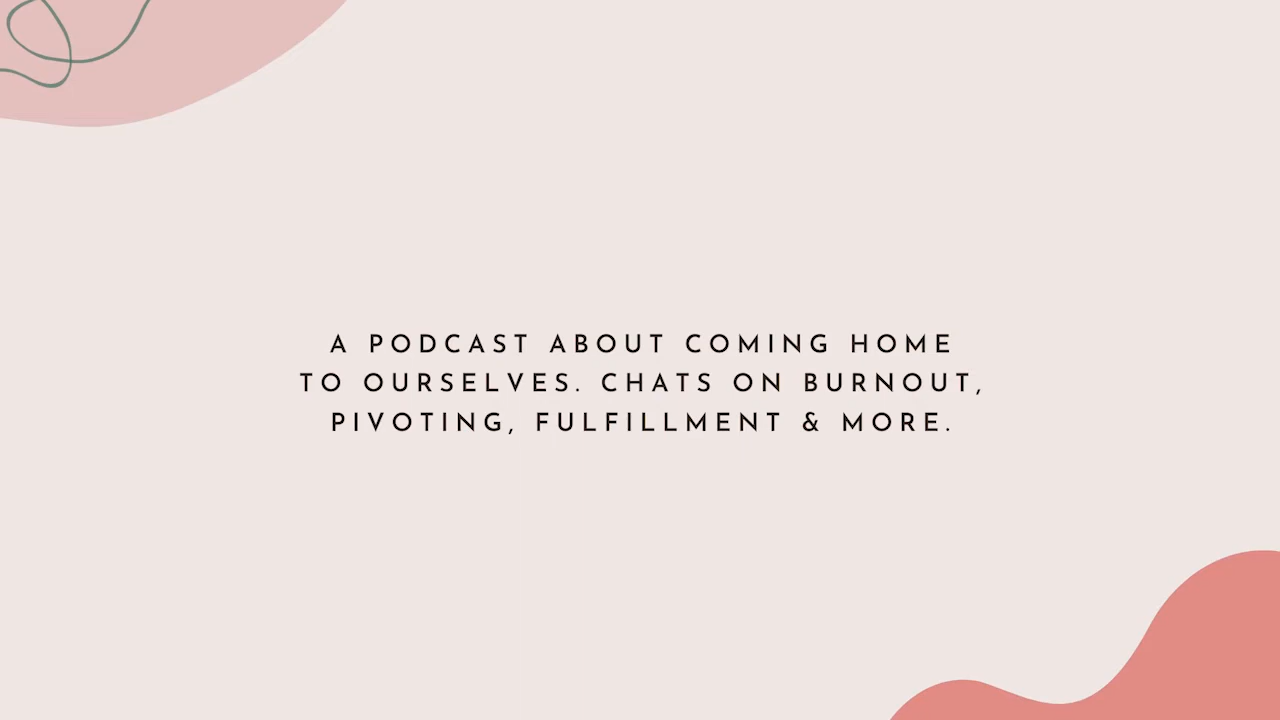 A PODCAST ABOUT COMING HOME
TO OURSELVES. CHATS ON BURNOUT,
PIVOTING, FULFILLMENT & MORE.